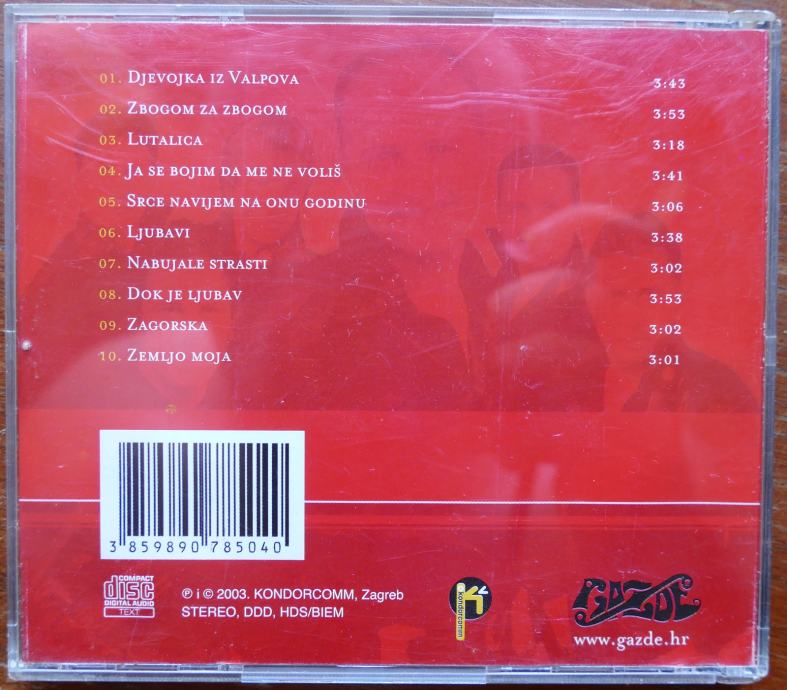 01. Djevojka iz Valpova 3:43
02. Zbogom za zbogom 3:53
03. Lutalica 3:18
04. Ja se bojim da me ne voliš 3:41
05. Srce navijem na onu godinu 3:06
06. Ljubavi 3:38
07. Nabujale strasti 3:02
08. Dok je ljubav 3:53
09. Zagorska 3:02
10. Zemljo moja 3:01
3 859890 785040
COMPACT
disc
DIGITAL AUDIO
TEXT
℗ i © 2003. KONDORCOMM, Zagreb
STEREO, DDD, HDS/BIEM
kondorcomm
GAZDE
www.gazde.hr